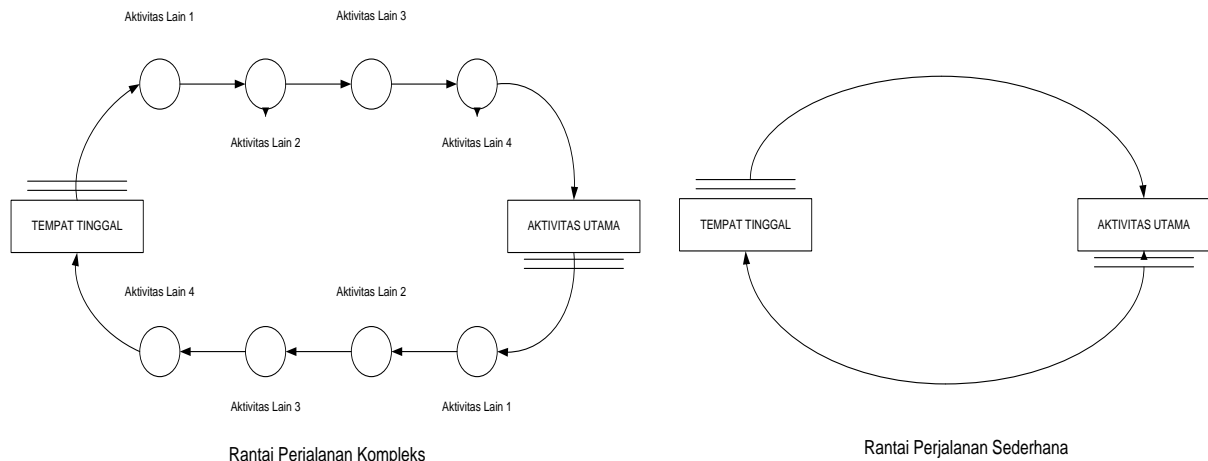 Aktivitas Lain 1
Aktivitas Lain 3
Aktivitas Lain 2
Aktivitas Lain 4
TEMPAT TINGGAL
AKTIVITAS UTAMA
Aktivitas Lain 4
Aktivitas Lain 2
Aktivitas Lain 3
Aktivitas Lain 1
Rantai Perjalanan Kompleks
TEMPAT TINGGAL
AKTIVITAS UTAMA
Rantai Perjalanan Sederhana